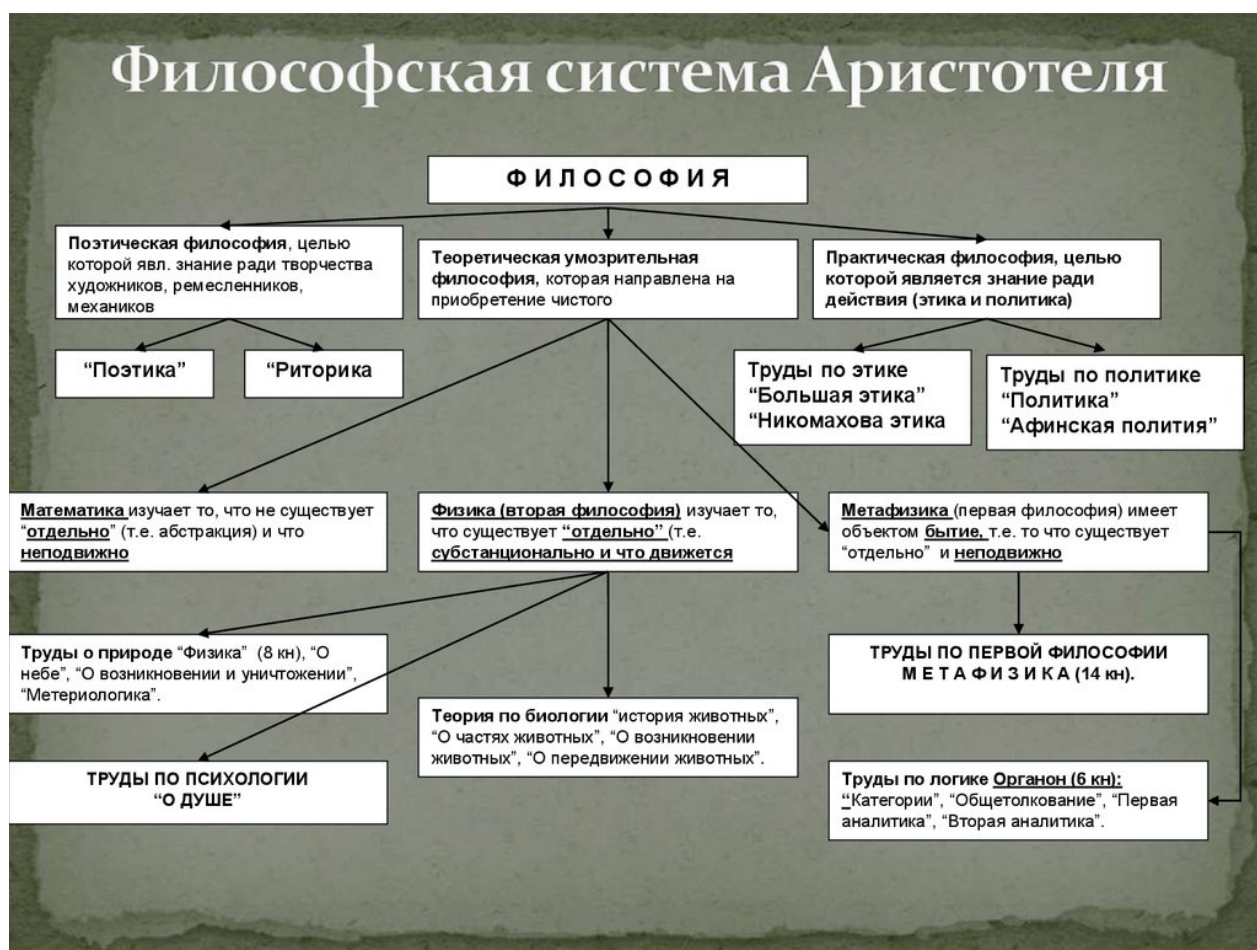 Философская система Аристотеля
Ф И Л О С О Ф И Я
Поэтическая философия, целью
которой явл. знание ради творчества
художников, ремесленников,
механиков
Теоретическая умозрительная
философия, которая направлена на
приобретение чистого
Практическая философия, целью
которой является знание ради
действия (этика и политика)
“Поэтика”
“Риторика
Труды по этике
“Большая этика”
“Никомахова этика
Труды по политике
“Политика”
“Афинская полития”
Математика изучает то, что не существует
“отдельно” (т.е. абстракция) и что
неподвижно
Физика (вторая философия) изучает то,
что существует “отдельно” (т.е.
субстанционально и что движется
Метафизика (первая философия) имеет
объектом бытие, т.е. то что существует
“отдельно” и неподвижно
Труды о природе “Физика” (8 кн), “О
небе”, “О возникновении и уничтожении”,
“Метериологика”.
ТРУДЫ ПО ПЕРВОЙ ФИЛОСОФИИ
М Е Т А Ф И З И К А (14 кн).
Теория по биологии “история животных”,
“О частях животных”, “О возникновении
животных”, “О передвижении животных”.
ТРУДЫ ПО ПСИХОЛОГИИ
“О ДУШЕ”
Труды по логике Органон (6 кн):
“Категории”, “Общетолкование”, “Первая
аналитика”, “Вторая аналитика”.